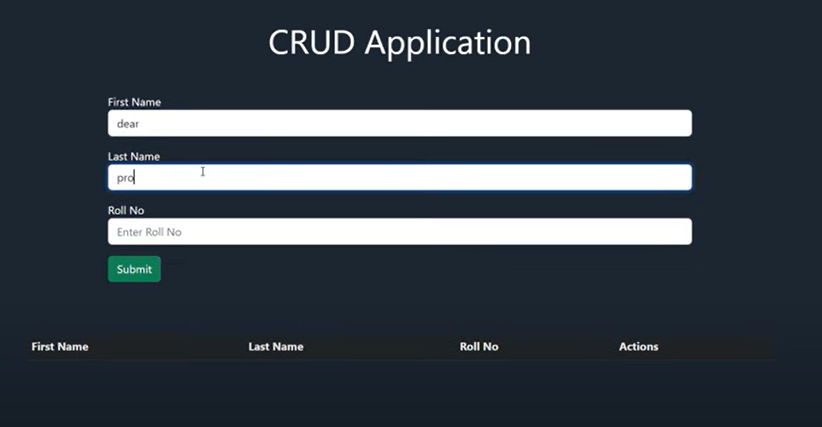 CRUD Application
First Name
dear
Last Name
pro
Roll No
Enter Roll No
Submit
First Name Last Name Roll No Actions